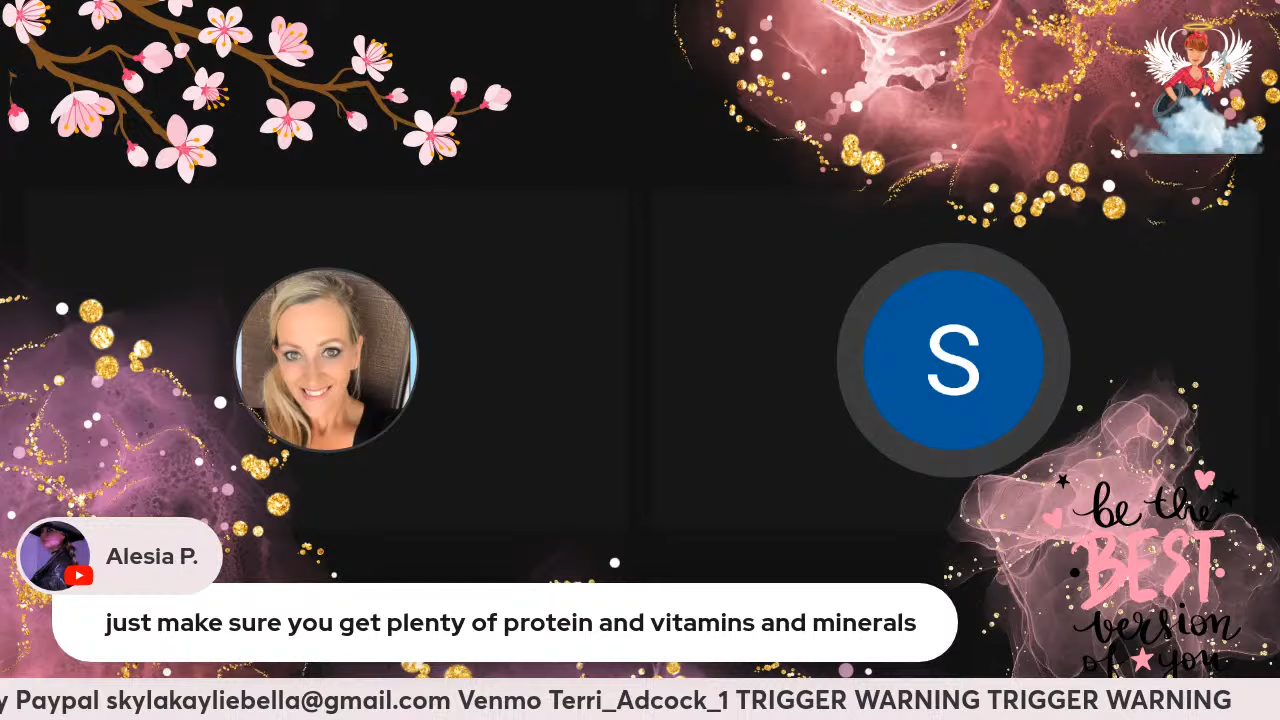 S
be the
BEST
version
of you
Alesia P.
just make sure you get plenty of protein and vitamins and minerals
y Paypal skylakayliebella@gmail.com Venmo Terri_Adcock_1 TRIGGER WARNING TRIGGER WARNING